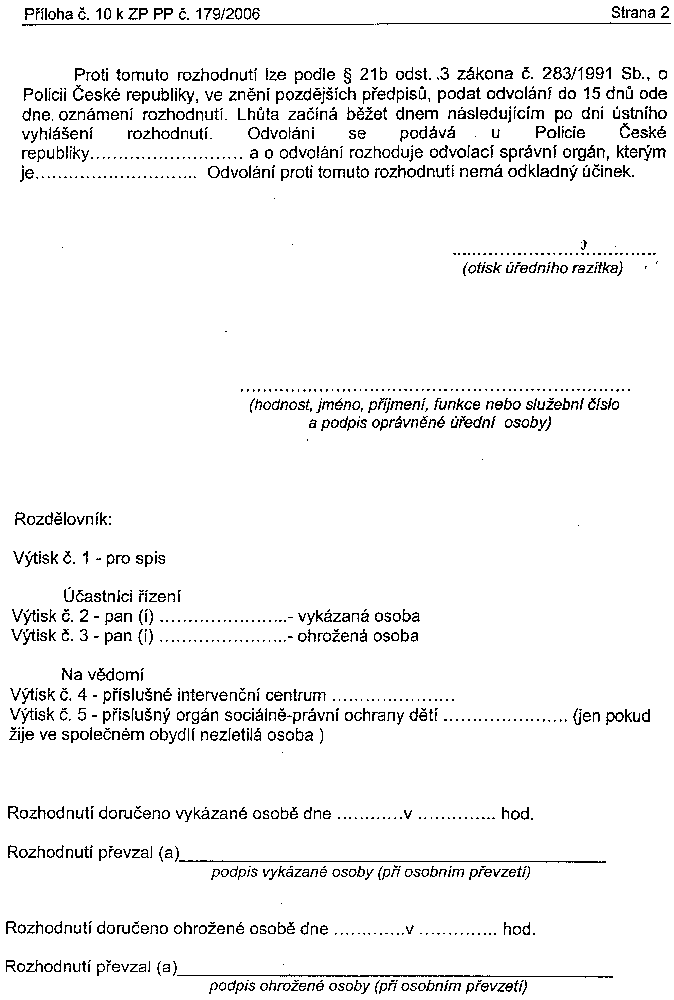 Příloha č. 10 k ZP PP č. 179/2006
Strana 2
Proti tomuto rozhodnutí lze podle § 21b odst. .3 zákona č. 283/1991 Sb., o
Policii České republiky, ve znění pozdějších předpisů, podat odvolání do 15 dnů ode
dne, oznámení rozhodnutí. Lhůta začíná běžet dnem následujícím po dni ústního
vyhlášení rozhodnutí. Odvolání se podává u Policie České
republiky........................... a o odvolání rozhoduje odvolací správní orgán, kterým
je............................. Odvolání proti tomuto rozhodnutí nemá odkladný účinek.
....................................
(otisk úředního razítka)
......................................................................
(hodnost, jméno, příjmení, funkce nebo služební číslo
a podpis oprávněné úřední osoby)
Rozdělovník:
Výtisk č. 1 - pro spis
Účastníci řízení
Výtisk č. 2 - pan (í) ......................- vykázaná osoba
Výtisk č. 3 - pan (í) ......................- ohrožená osoba
Na vědomí
Výtisk č. 4 - příslušné intervenční centrum .....................
Výtisk č. 5 - příslušný orgán sociálně-právní ochrany dětí ...................... (jen pokud
žije ve společném obydlí nezletilá osoba )
Rozhodnutí doručeno vykázané osobě dne ............v .............. hod.
Rozhodnutí převzal (a)____________________
podpis vykázané osoby (při osobním převzetí)
Rozhodnutí doručeno ohrožené osobě dne .............v .............. hod.
Rozhodnutí převzal (a)____________________
podpis ohrožené osoby (při osobním převzetí)